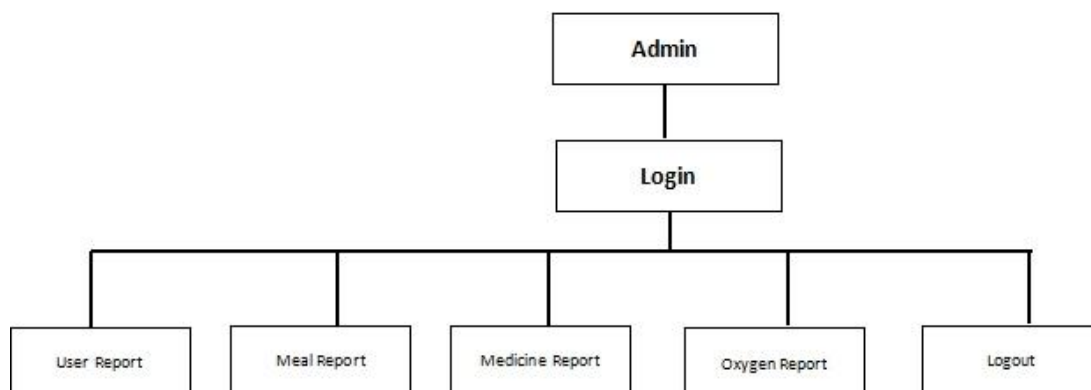 Admin
Login
User Report
Meal Report
Medicine Report
Oxygen Report
Logout